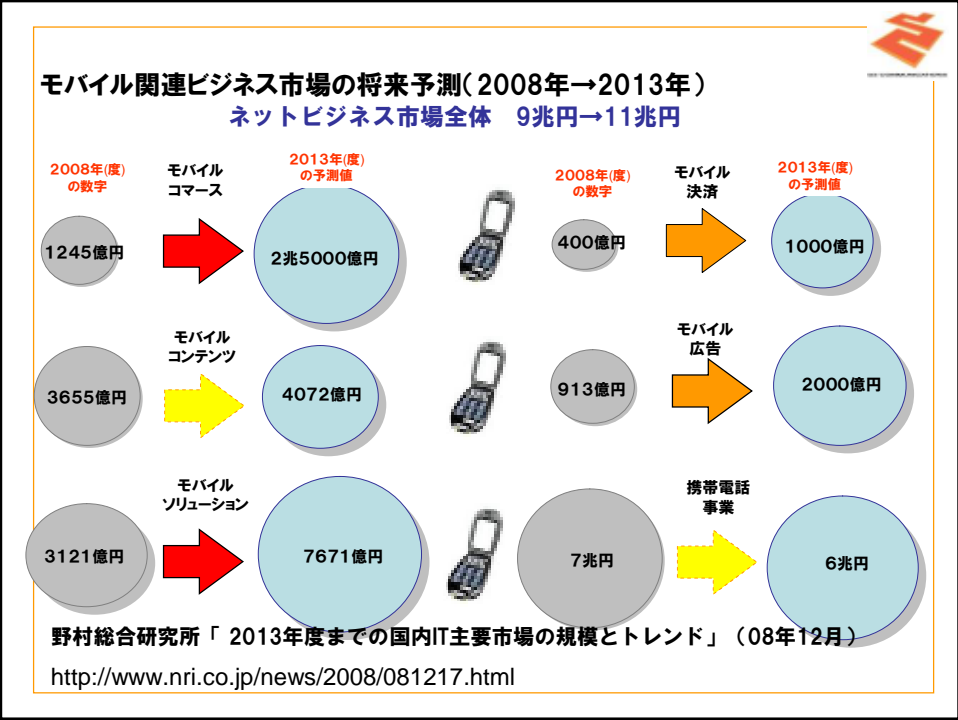 モバイル関連ビジネス市場の将来予測(2008年→2013年)
ネットビジネス市場全体 9兆円→11兆円
2008年(度)
の数字
モバイル
コマース
2013年(度)
の予測値
1245億円
2兆5000億円
2008年(度)
の数字
モバイル
決済
2013年(度)
の予測値
400億円
1000億円
モバイル
コンテンツ
3655億円
4072億円
モバイル
広告
913億円
2000億円
モバイル
ソリューション
3121億円
7671億円
携帯電話
事業
7兆円
6兆円
野村総合研究所「 2013年度までの国内IT主要市場の規模とトレンド」(08年12月)
http://www.nri.co.jp/news/2008/081217.html